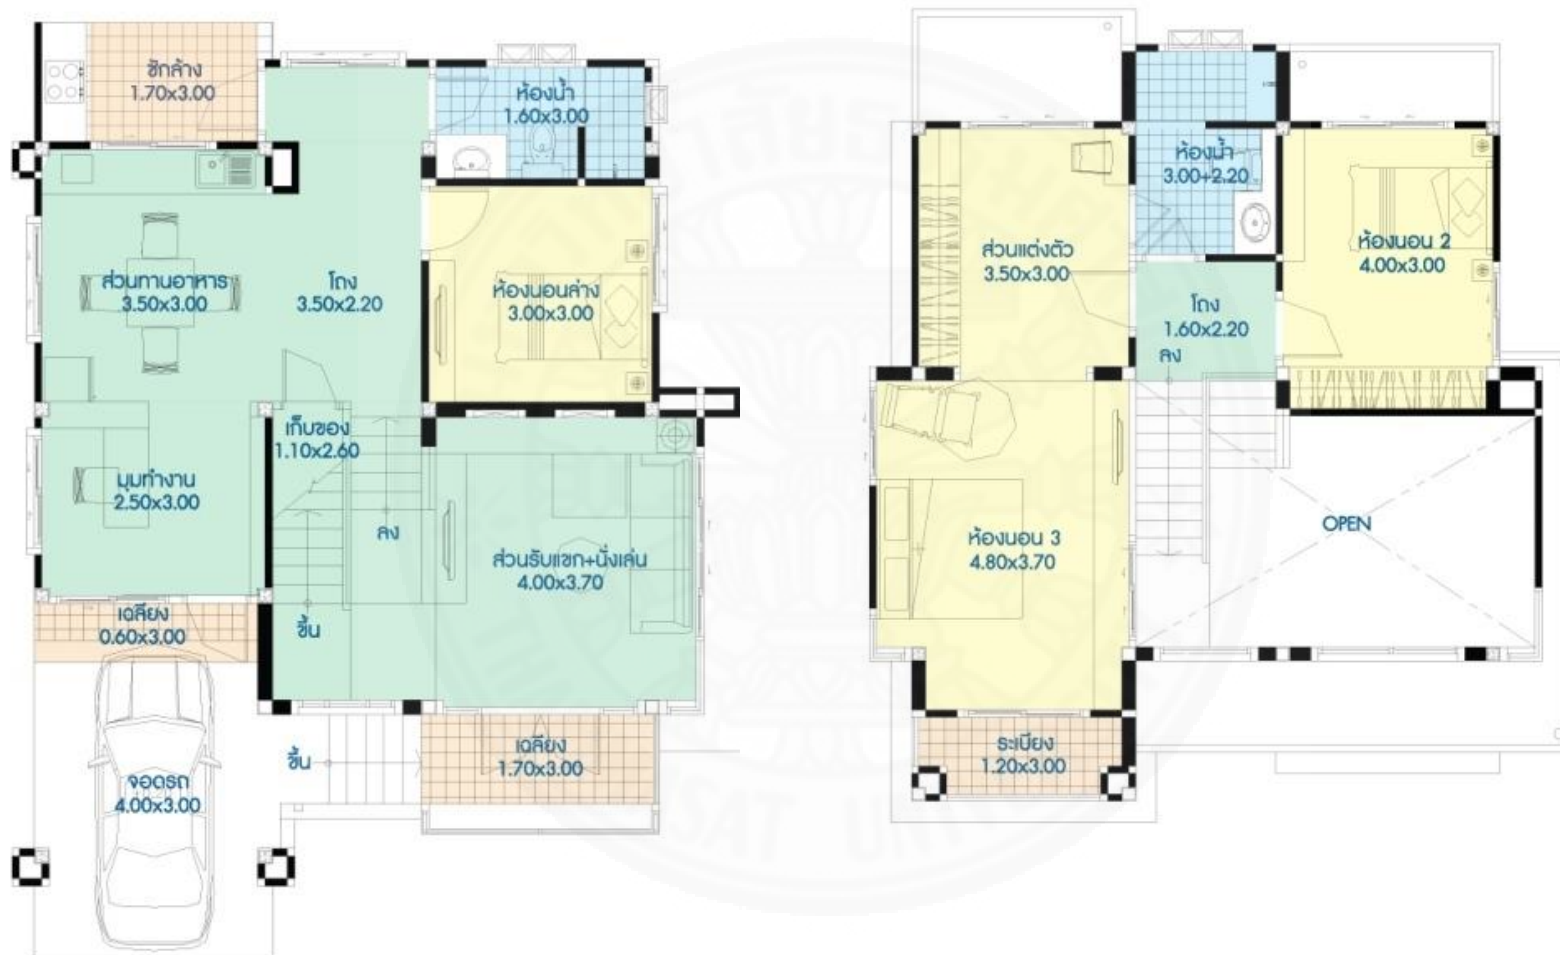 ซักล้าง
1.70x3.00
ห้องน้ำ
1.60x3.00
ส่วนทานอาหาร
3.50x3.00
โถง
3.50x2.20
ห้องนอนล่าง
3.00x3.00
เก็บของ
1.10x2.60
มุมทำงาน
2.50x3.00
ลง
ส่วนรับแขก+นั่งเล่น
4.00x3.70
เฉลียง
0.60x3.00
ขึ้น
ขึ้น
เฉลียง
1.70x3.00
จอดรถ
4.00x3.00
ห้องน้ำ
3.00+2.20
ส่วนแต่งตัว
3.50x3.00
ห้องนอน 2
4.00x3.00
โถง
1.60x2.20
ลง
ห้องนอน 3
4.80x3.70
OPEN
ระเบียง
1.20x3.00